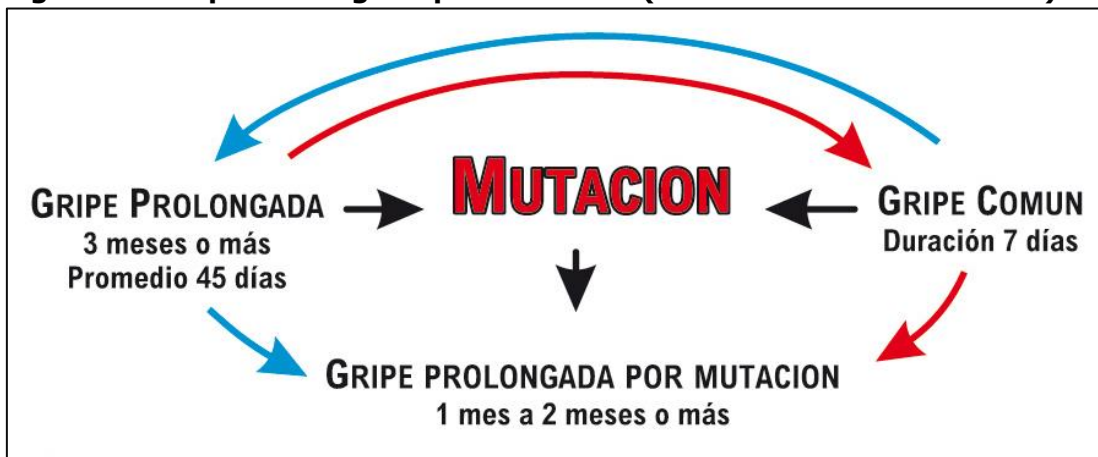 MUTACION
GRIPE PROLONGADA
3 meses o más
Promedio 45 días
GRIPE COMUN
Duración 7 días
GRIPE PROLONGADA POR MUTACION
1 mes a 2 meses o más